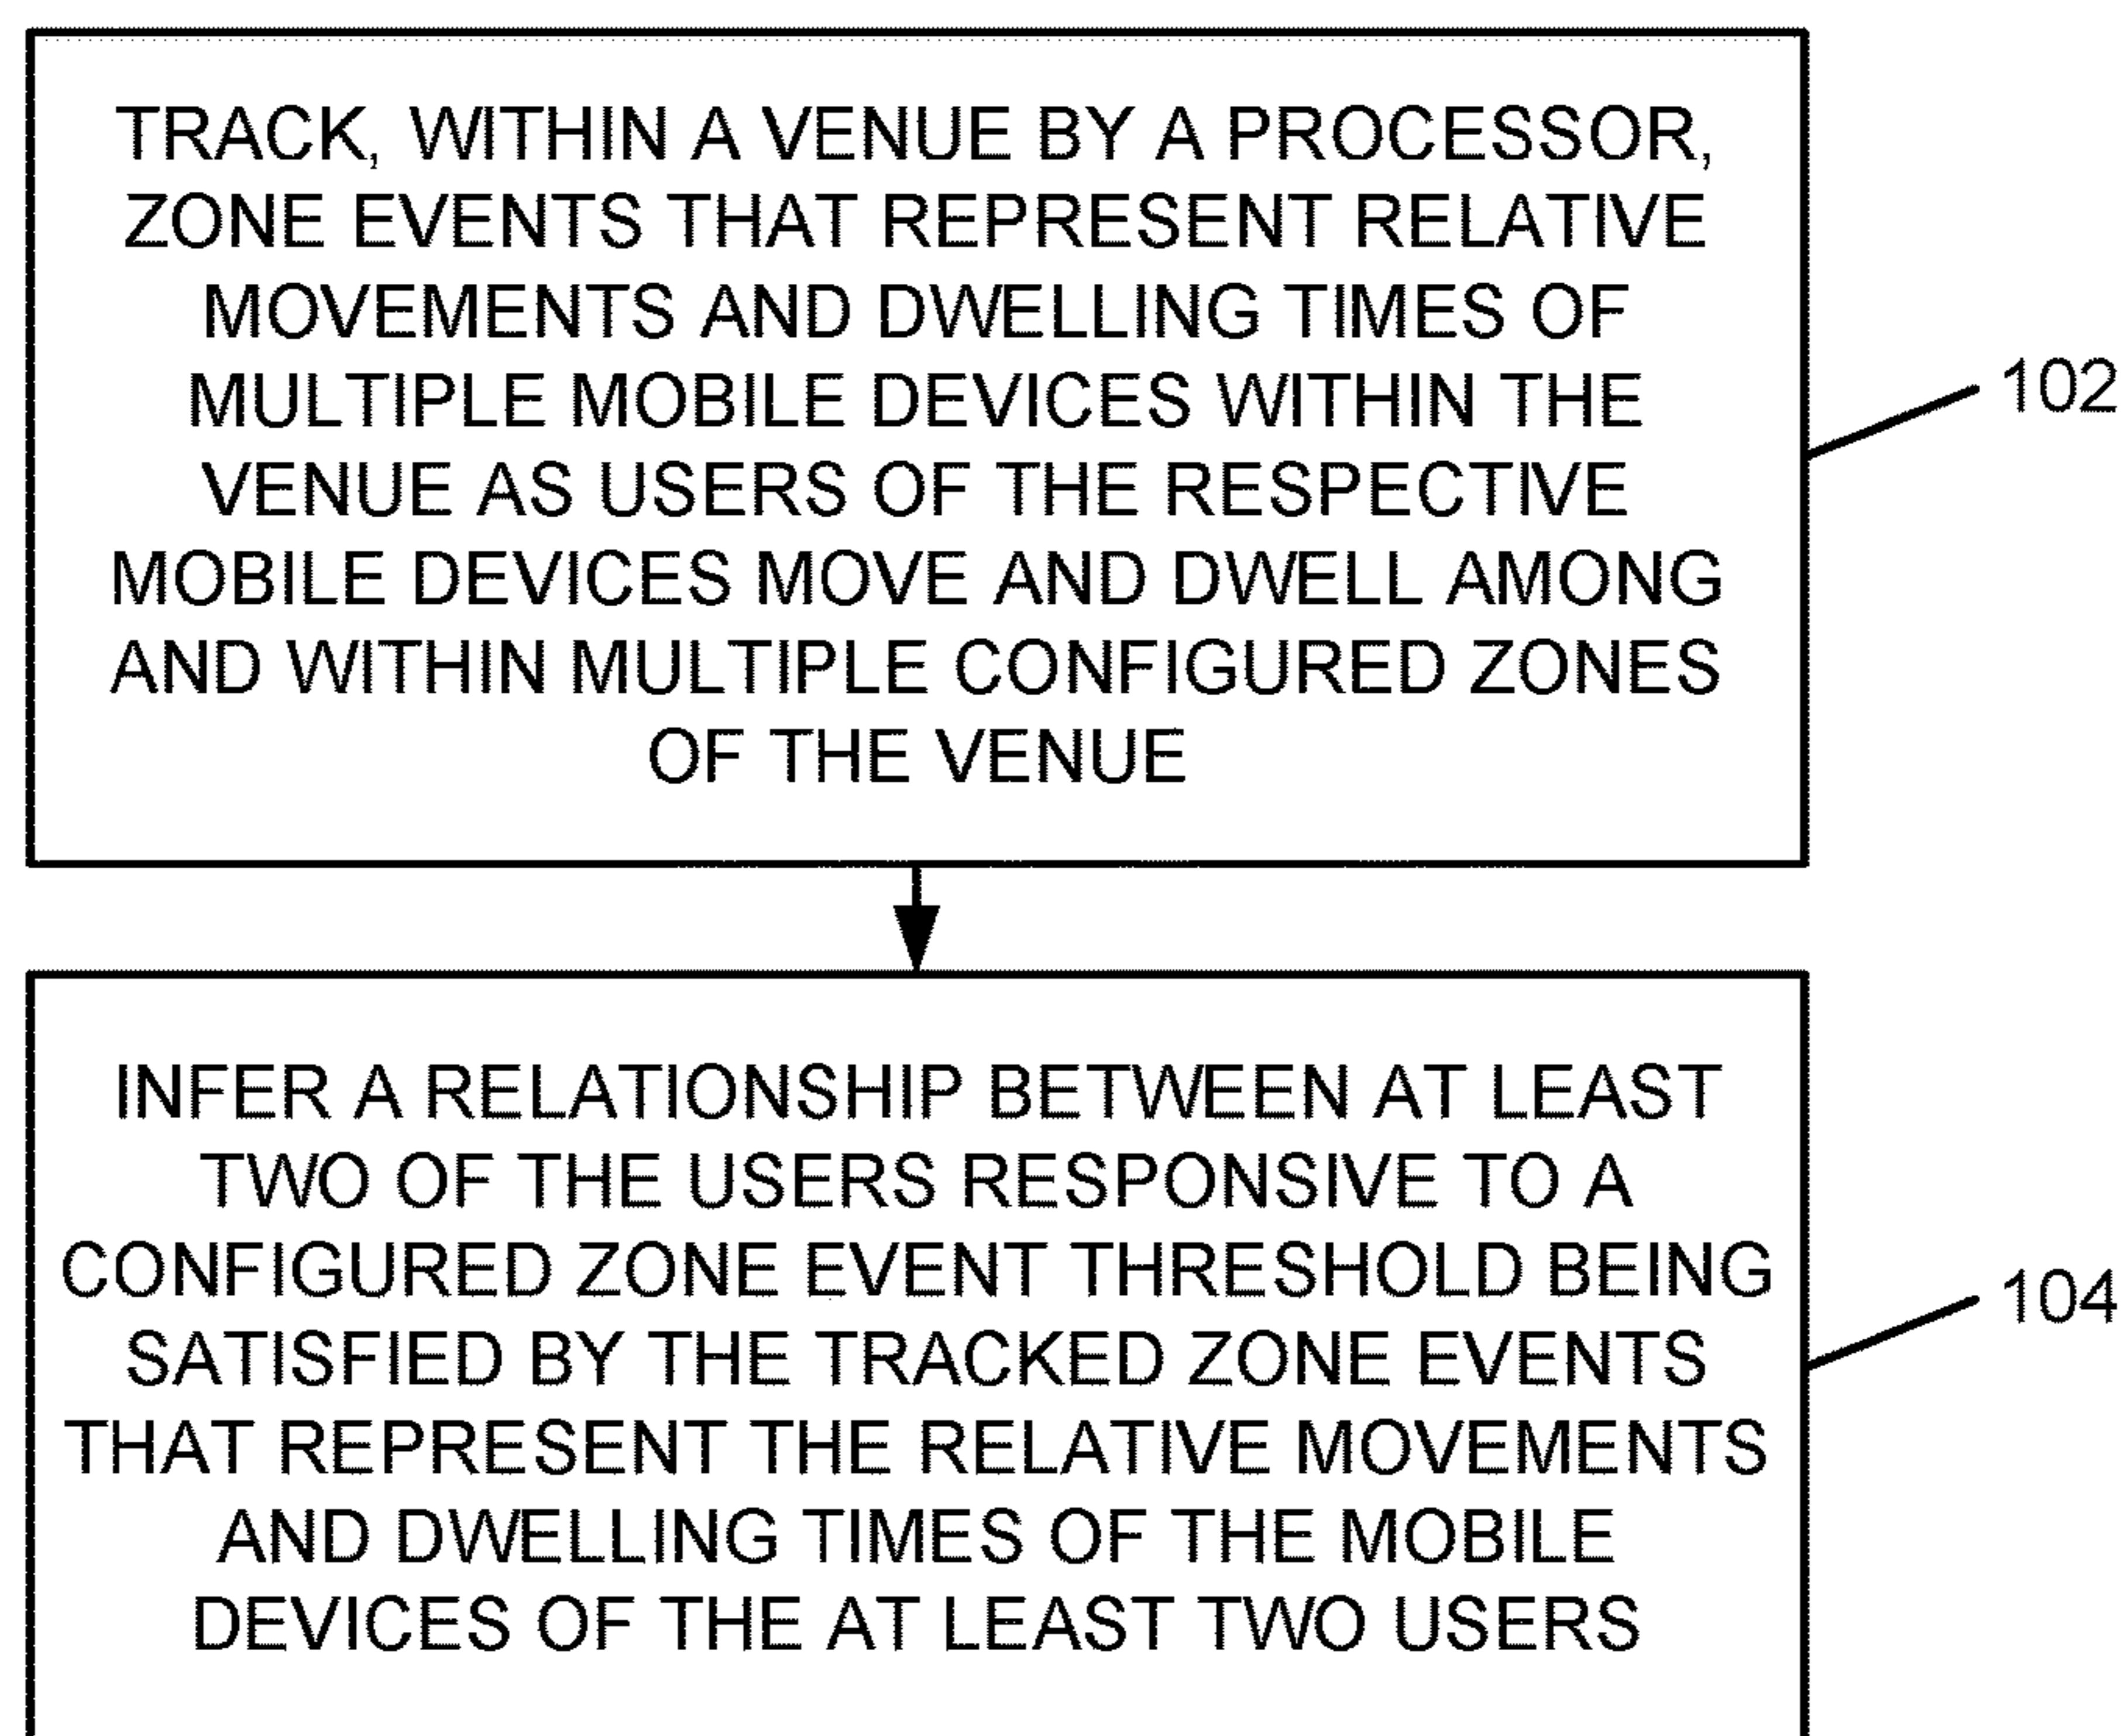 TRACK, WITHIN A VENUE BY A PROCESSOR,
ZONE EVENTS THAT REPRESENT RELATIVE
MOVEMENTS AND DWELLING TIMES OF
MULTIPLE MOBILE DEVICES WITHIN THE
VENUE AS USERS OF THE RESPECTIVE
MOBILE DEVICES MOVE AND DWELL AMONG
AND WITHIN MULTIPLE CONFIGURED ZONES
OF THE VENUE
102
INFER A RELATIONSHIP BETWEEN AT LEAST
TWO OF THE USERS RESPONSIVE TO A
CONFIGURED ZONE EVENT THRESHOLD BEING
SATISFIED BY THE TRACKED ZONE EVENTS
THAT REPRESENT THE RELATIVE MOVEMENTS
AND DWELLING TIMES OF THE MOBILE
DEVICES OF THE AT LEAST TWO USERS
104